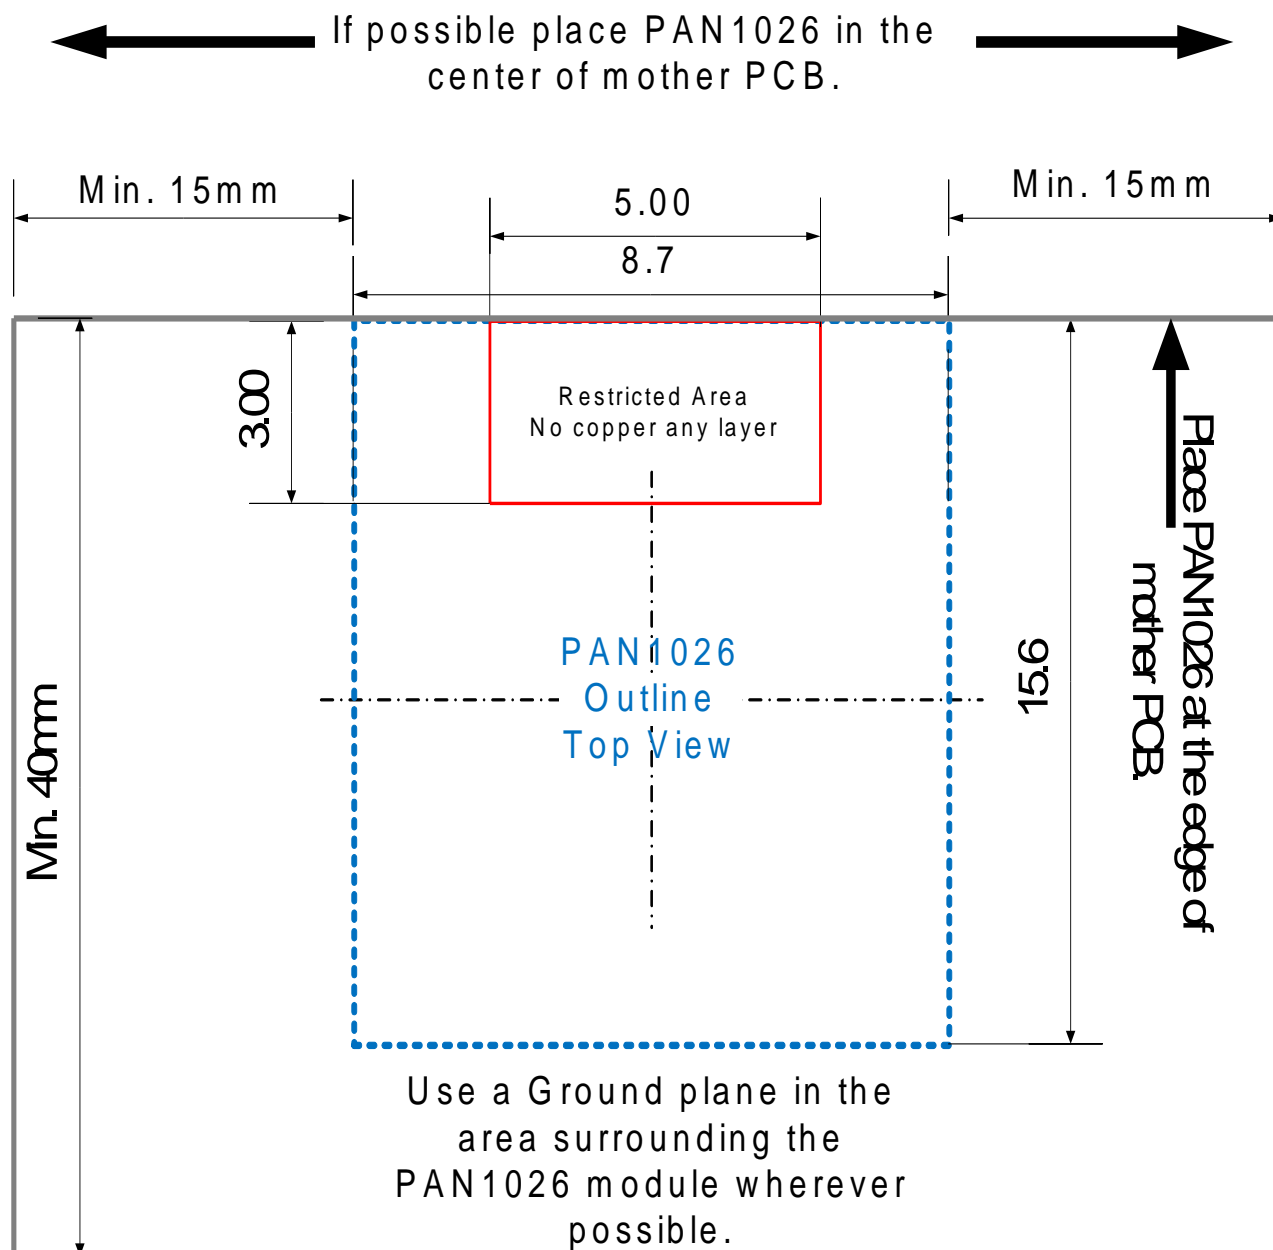 If possible place PAN1026 in the
center of mother PCB.
Min. 15mm
5.00
Min. 15mm
8.7
3.00
Restricted Area
No copper any layer
Place PAN1026 at the edge of
mother PCB.
PAN1026
Outline
Top View
15.6
Min. 40mm
Use a Ground plane in the
area surrounding the
PAN1026 module wherever
possible.